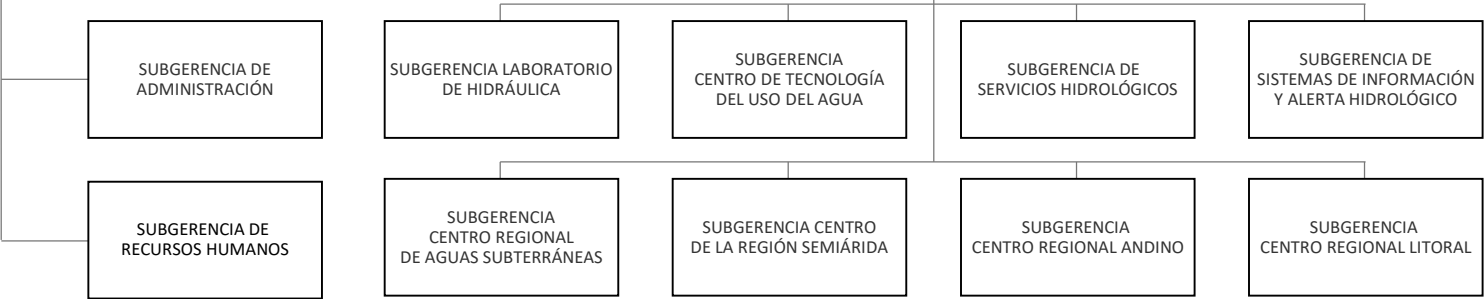 SUBGERENCIA DE
ADMINISTRACIÓN
SUBGERENCIA LABORATORIO
DE HIDRÁULICA
SUBGERENCIA
CENTRO DE TECNOLOGÍA
DEL USO DEL AGUA
SUBGERENCIA DE
SERVICIOS HIDROLÓGICOS
SUBGERENCIA DE
SISTEMAS DE INFORMACIÓN
Y ALERTA HIDROLÓGICO
SUBGERENCIA DE
RECURSOS HUMANOS
SUBGERENCIA
CENTRO REGIONAL
DE AGUAS SUBTERRÁNEAS
SUBGERENCIA CENTRO
DE LA REGIÓN SEMIÁRIDA
SUBGERENCIA
CENTRO REGIONAL ANDINO
SUBGERENCIA
CENTRO REGIONAL LITORAL